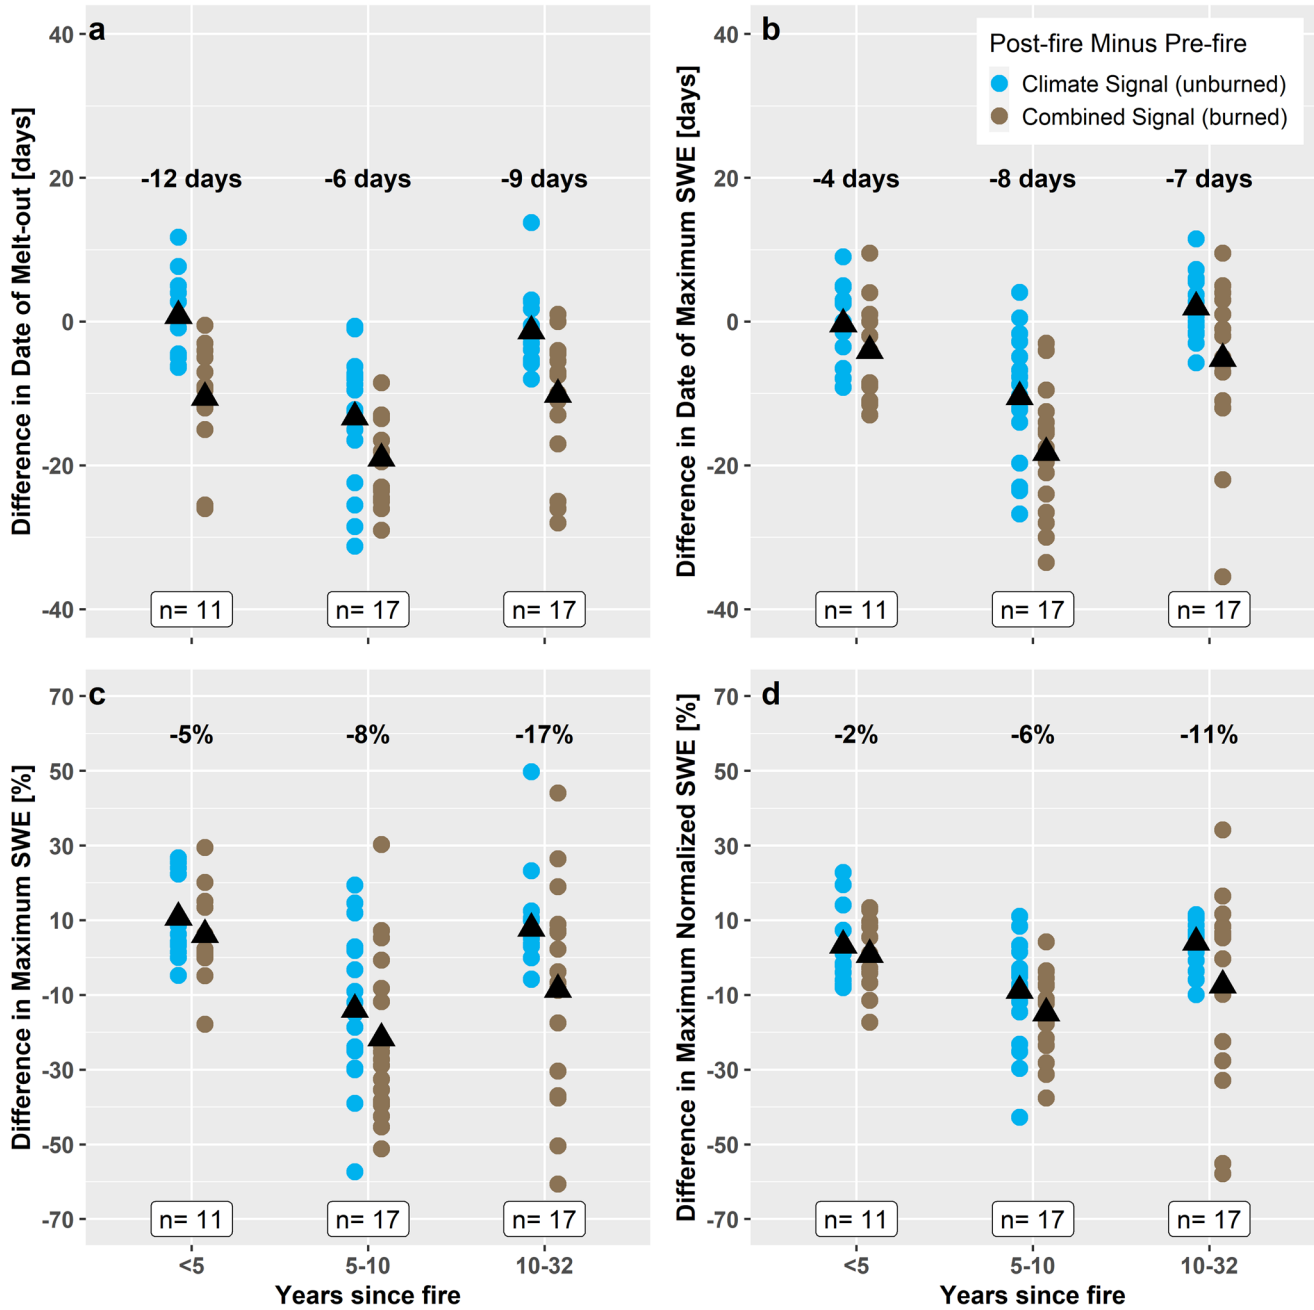 a
Difference in Date of Melt-out [days]
40
20
0
-20
-40
-12 days
-6 days
-9 days
n= 11
n= 17
n= 17
b
Difference in Date of Maximum SWE [days]
40
20
0
-20
-40
Post-fire Minus Pre-fire
Climate Signal (unburned)
Combined Signal (burned)
-4 days
-8 days
-7 days
n= 11
n= 17
n= 17
c
Difference in Maximum SWE [%]
70
50
30
10
-10
-30
-50
-70
-5%
-8%
-17%
n= 11
n= 17
n= 17
<5
5-10
10-32
Years since fire
d
Difference in Maximum Normalized SWE [%]
70
50
30
10
-10
-30
-50
-70
-2%
-6%
-11%
n= 11
n= 17
n= 17
<5
5-10
10-32
Years since fire